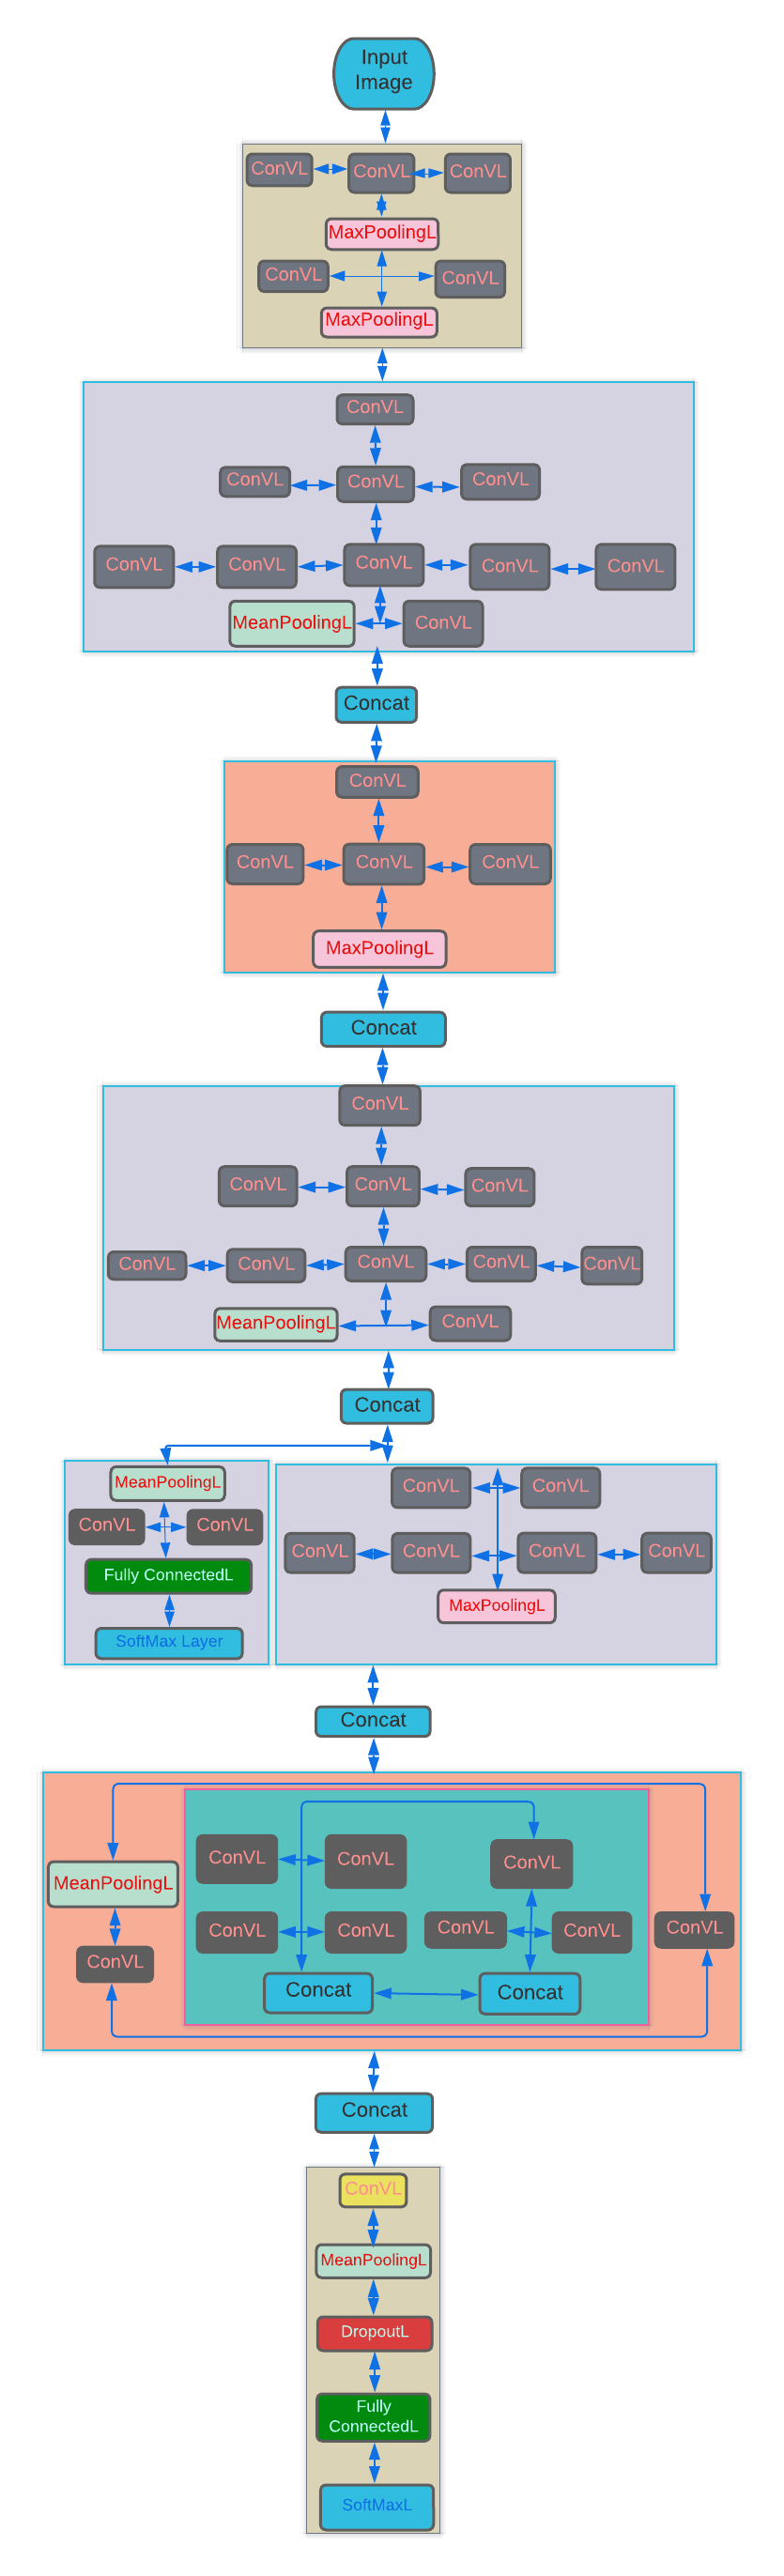 Input
Image
ConVL ConVL ConVL
MaxPoolingL
ConVL ConVL
MaxPoolingL
ConVL
ConVL ConVL ConVL
ConVL ConVL ConVL ConVL ConVL
MeanPoolingL ConVL
Concat
ConVL
ConVL ConVL ConVL
MaxPoolingL
Concat
ConVL
ConVL ConVL ConVL
ConVL ConVL ConVL ConVL ConVL
MeanPoolingL ConVL
Concat
MeanPoolingL
ConVL ConVL
Fully ConnectedL
SoftMax Layer
ConVL ConVL
ConVL ConVL ConVL ConVL
MaxPoolingL
Concat
MeanPoolingL
ConVL
ConVL ConVL ConVL
ConVL ConVL ConVL ConVL
Concat Concat
ConVL
Concat
ConVL
MeanPoolingL
DropoutL
Fully
ConnectedL
SoftMaxL